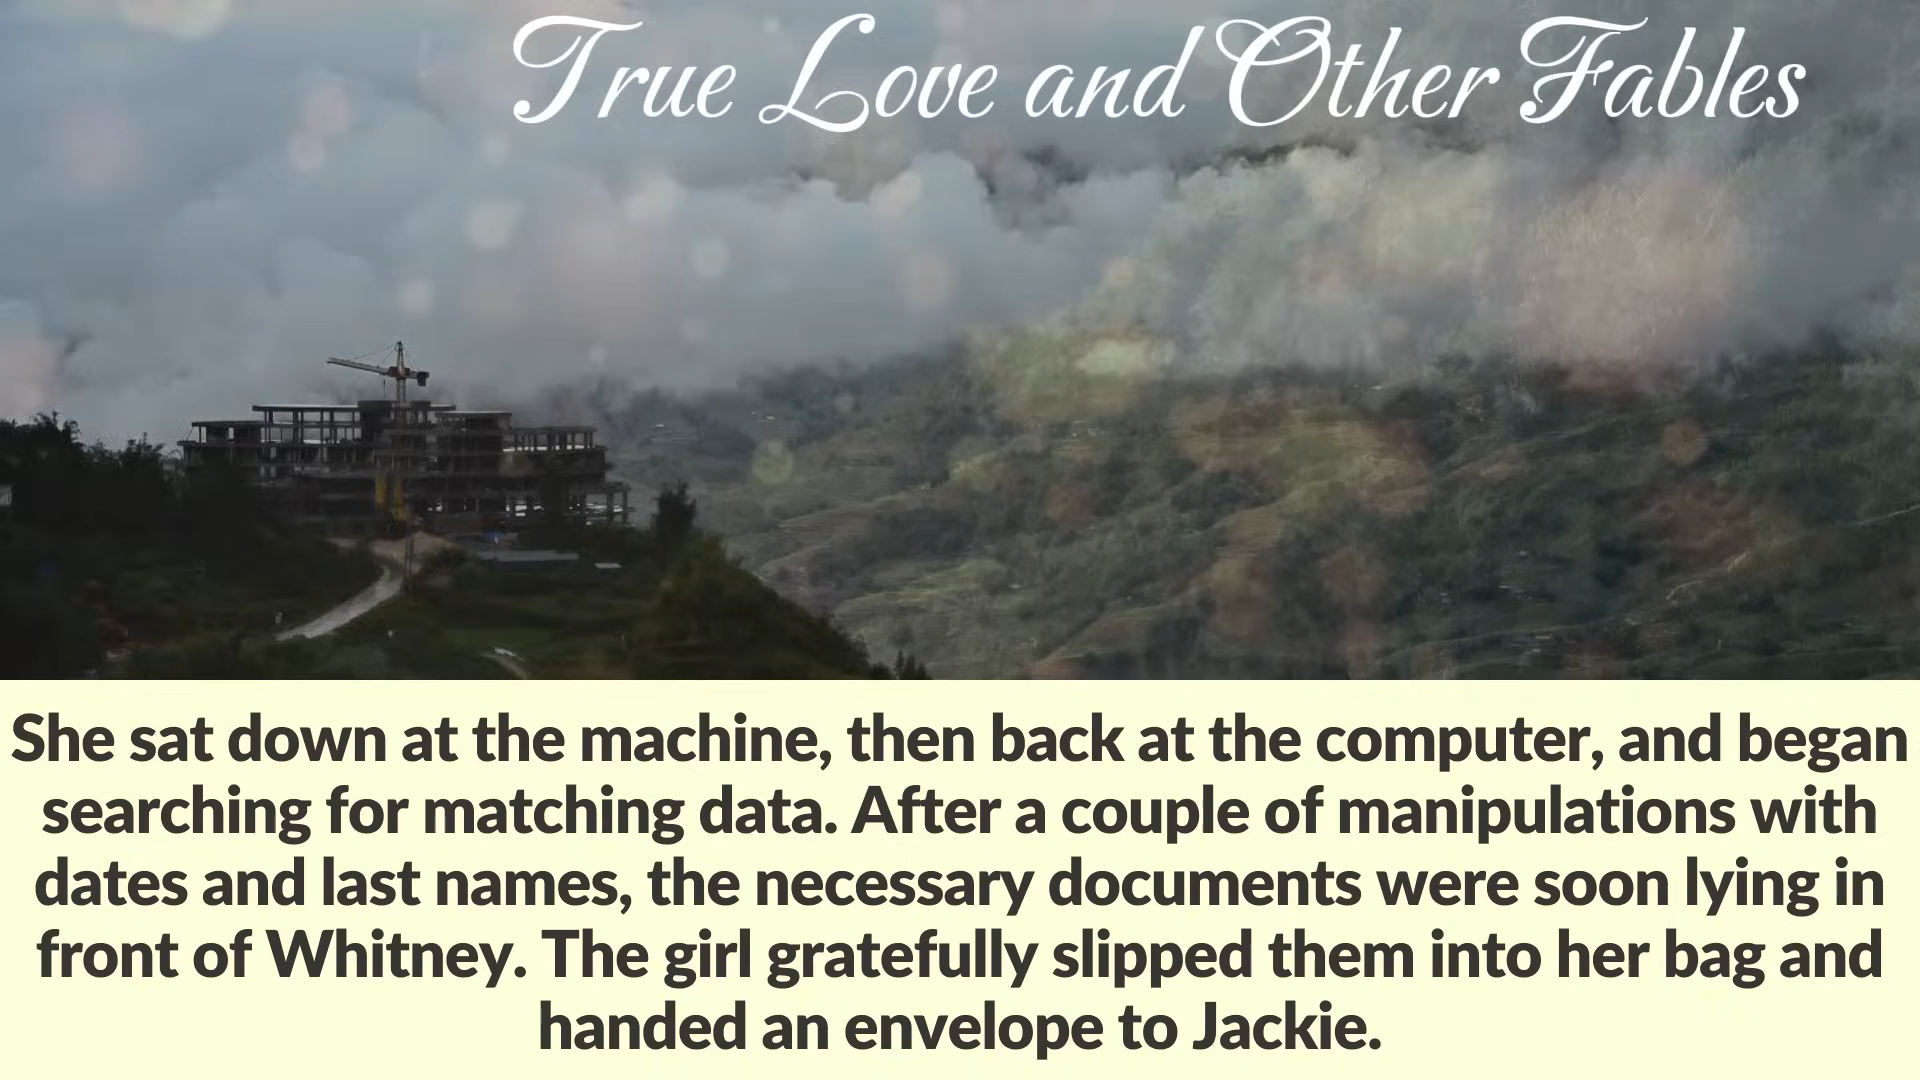 True Love and Other Fables
She sat down at the machine, then back at the computer, and began
searching for matching data. After a couple of manipulations with
dates and last names, the necessary documents were soon lying in
front of Whitney. The girl gratefully slipped them into her bag and
handed an envelope to Jackie.